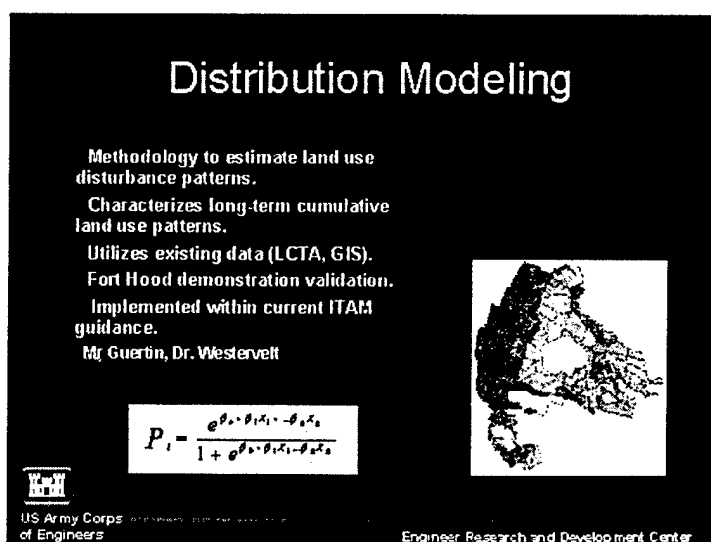 Distribution Modeling
Methodology to estimate land use
disturbance patterns.
Characterizes long-term cumulative
land use patterns.
Utilizes existing data (LCTA, GIS).
Fort Hood demonstration validation.
Implemented within current ITAM
guidance.
Mr Guertin, Dr. Westervelt
P =
1 + e
US Army Corps
of Engineers
Engineer Research and Development Center